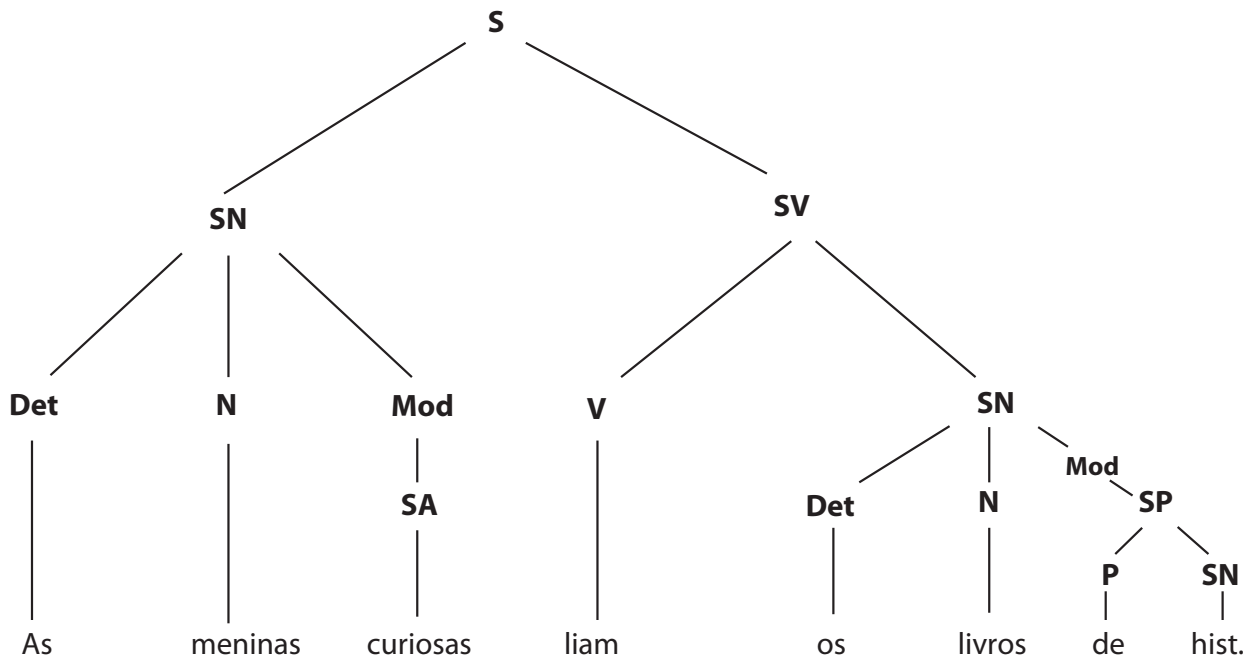 S
SN SV
Det N Mod V SN
Mod
SA Det N SP
P SN
As meninas curiosas liam os livros de hist.